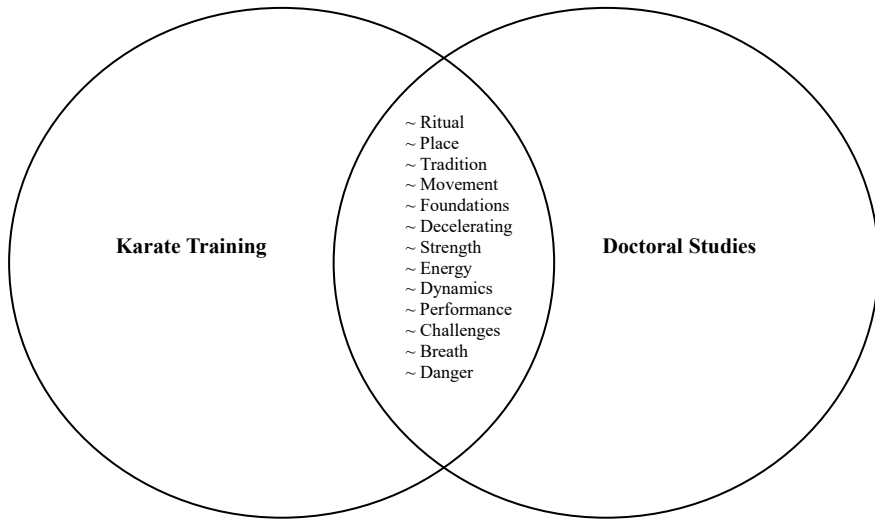 Karate Training
~ Ritual
~ Place
~ Tradition
~ Movement
~ Foundations
~ Decelerating
~ Strength
~ Energy
~ Dynamics
~ Performance
~ Challenges
~ Breath
~ Danger
Doctoral Studies